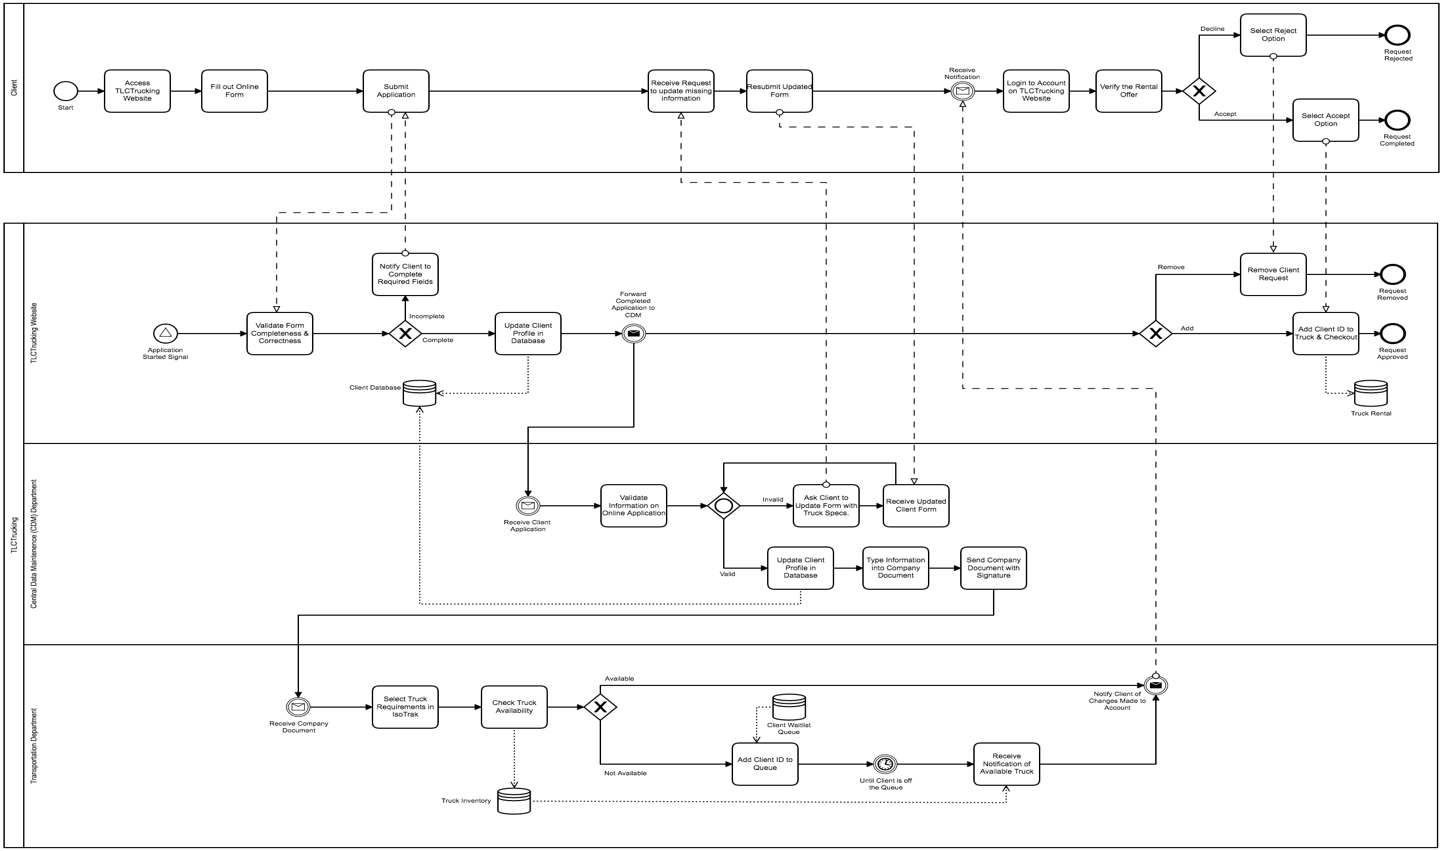 Client
Start
Access
TLCTrucking
Website
Fill out Online
Form
Submit
Application
Receive Request
to update missing
information
Resubmit Updated
Form
Receive
Notification
Login to Account
on TLCTrucking
Website
Verify the Rental
Offer
Decline
Accept
Select Reject
Option
Request
Rejected
Select Accept
Option
Request
Completed
TLCTrucking
TLCTrucking Website
Application
Started Signal
Validate Form
Completeness &
Correctness
Notify Client to
Complete
Required Fields
Incomplete
Complete
Update Client
Profile in
Database
Client Database
Forward
Completed
Application to
CDM
Remove
Add
Remove Client
Request
Request
Removed
Add Client ID to
Truck & Checkout
Request
Approved
Truck Rental
Central Data Maintenence (CDM) Department
Receive Client
Application
Validate
Information on
Online Application
Invalid
Valid
Ask Client to
Update Form with
Truck Specs.
Receive Updated
Client Form
Update Client
Profile in
Database
Type Information
into Company
Document
Send Company
Document with
Signature
Transportation Department
Receive Company
Document
Select Truck
Requirements in
IsoTrak
Check Truck
Availability
Available
Not Available
Truck Inventory
Client Waitlist
Queue
Add Client ID to
Queue
Until Client is off
the Queue
Receive
Notification of
Available Truck
Notify Client of
Changes Made to
Account